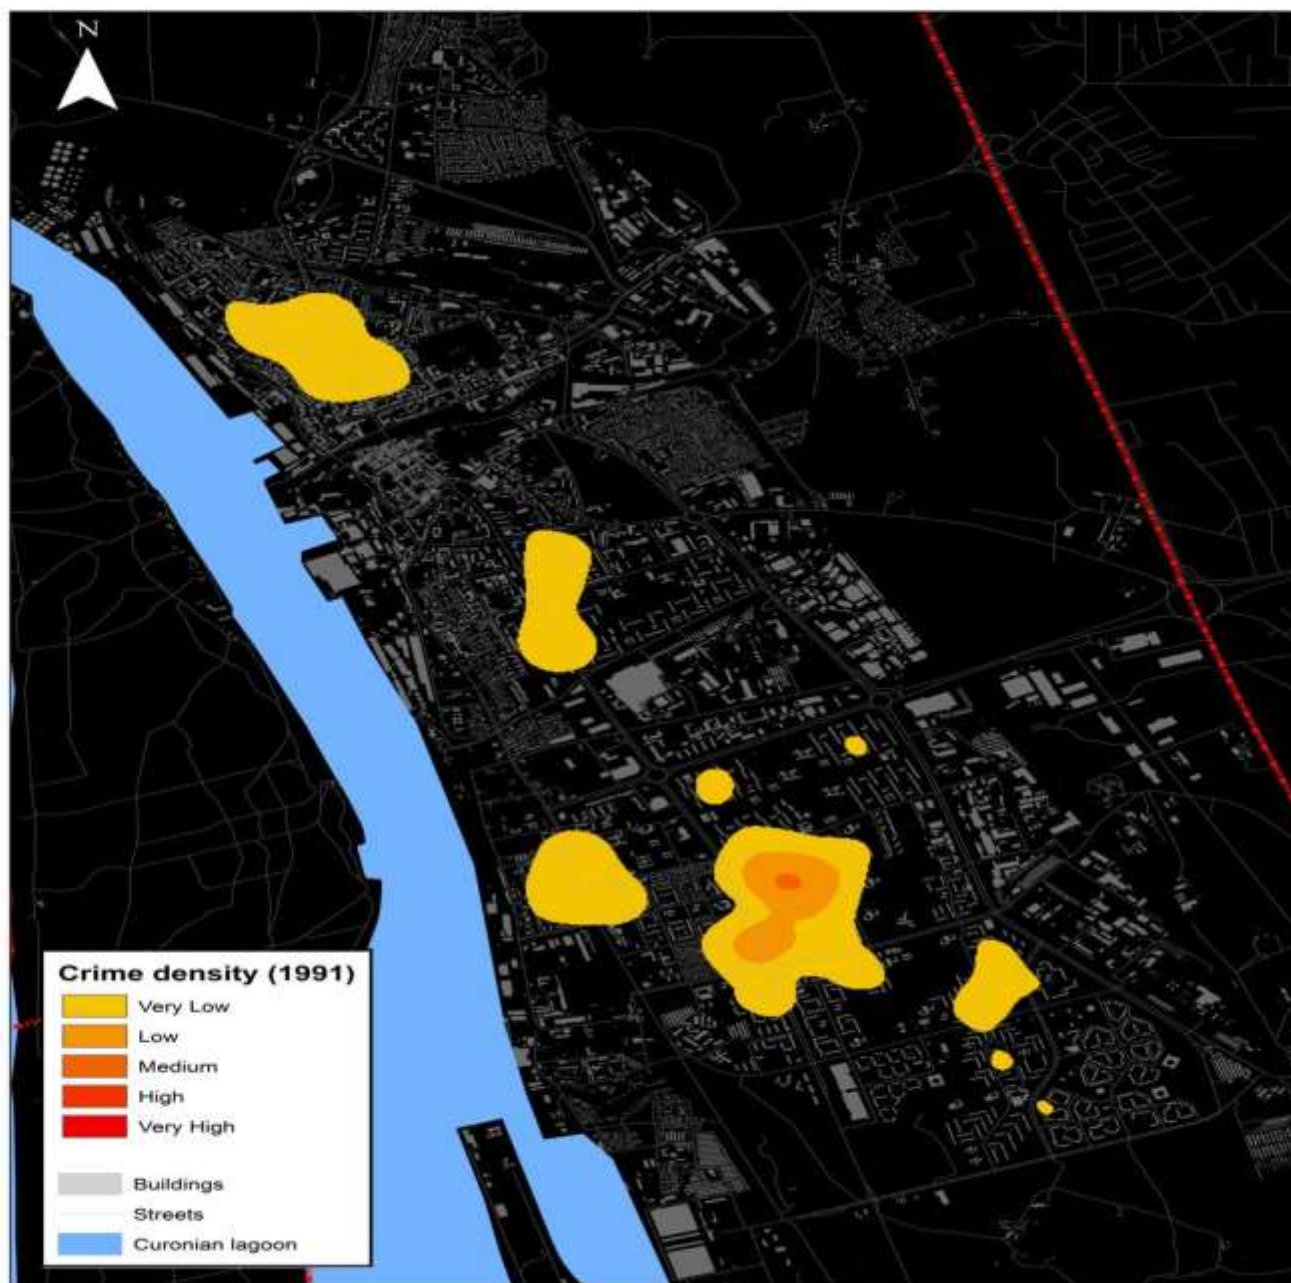 N
Crime density (1991)
Very Low
Low
Medium
High
Very High
Buildings
Streets
Curonian lagoon